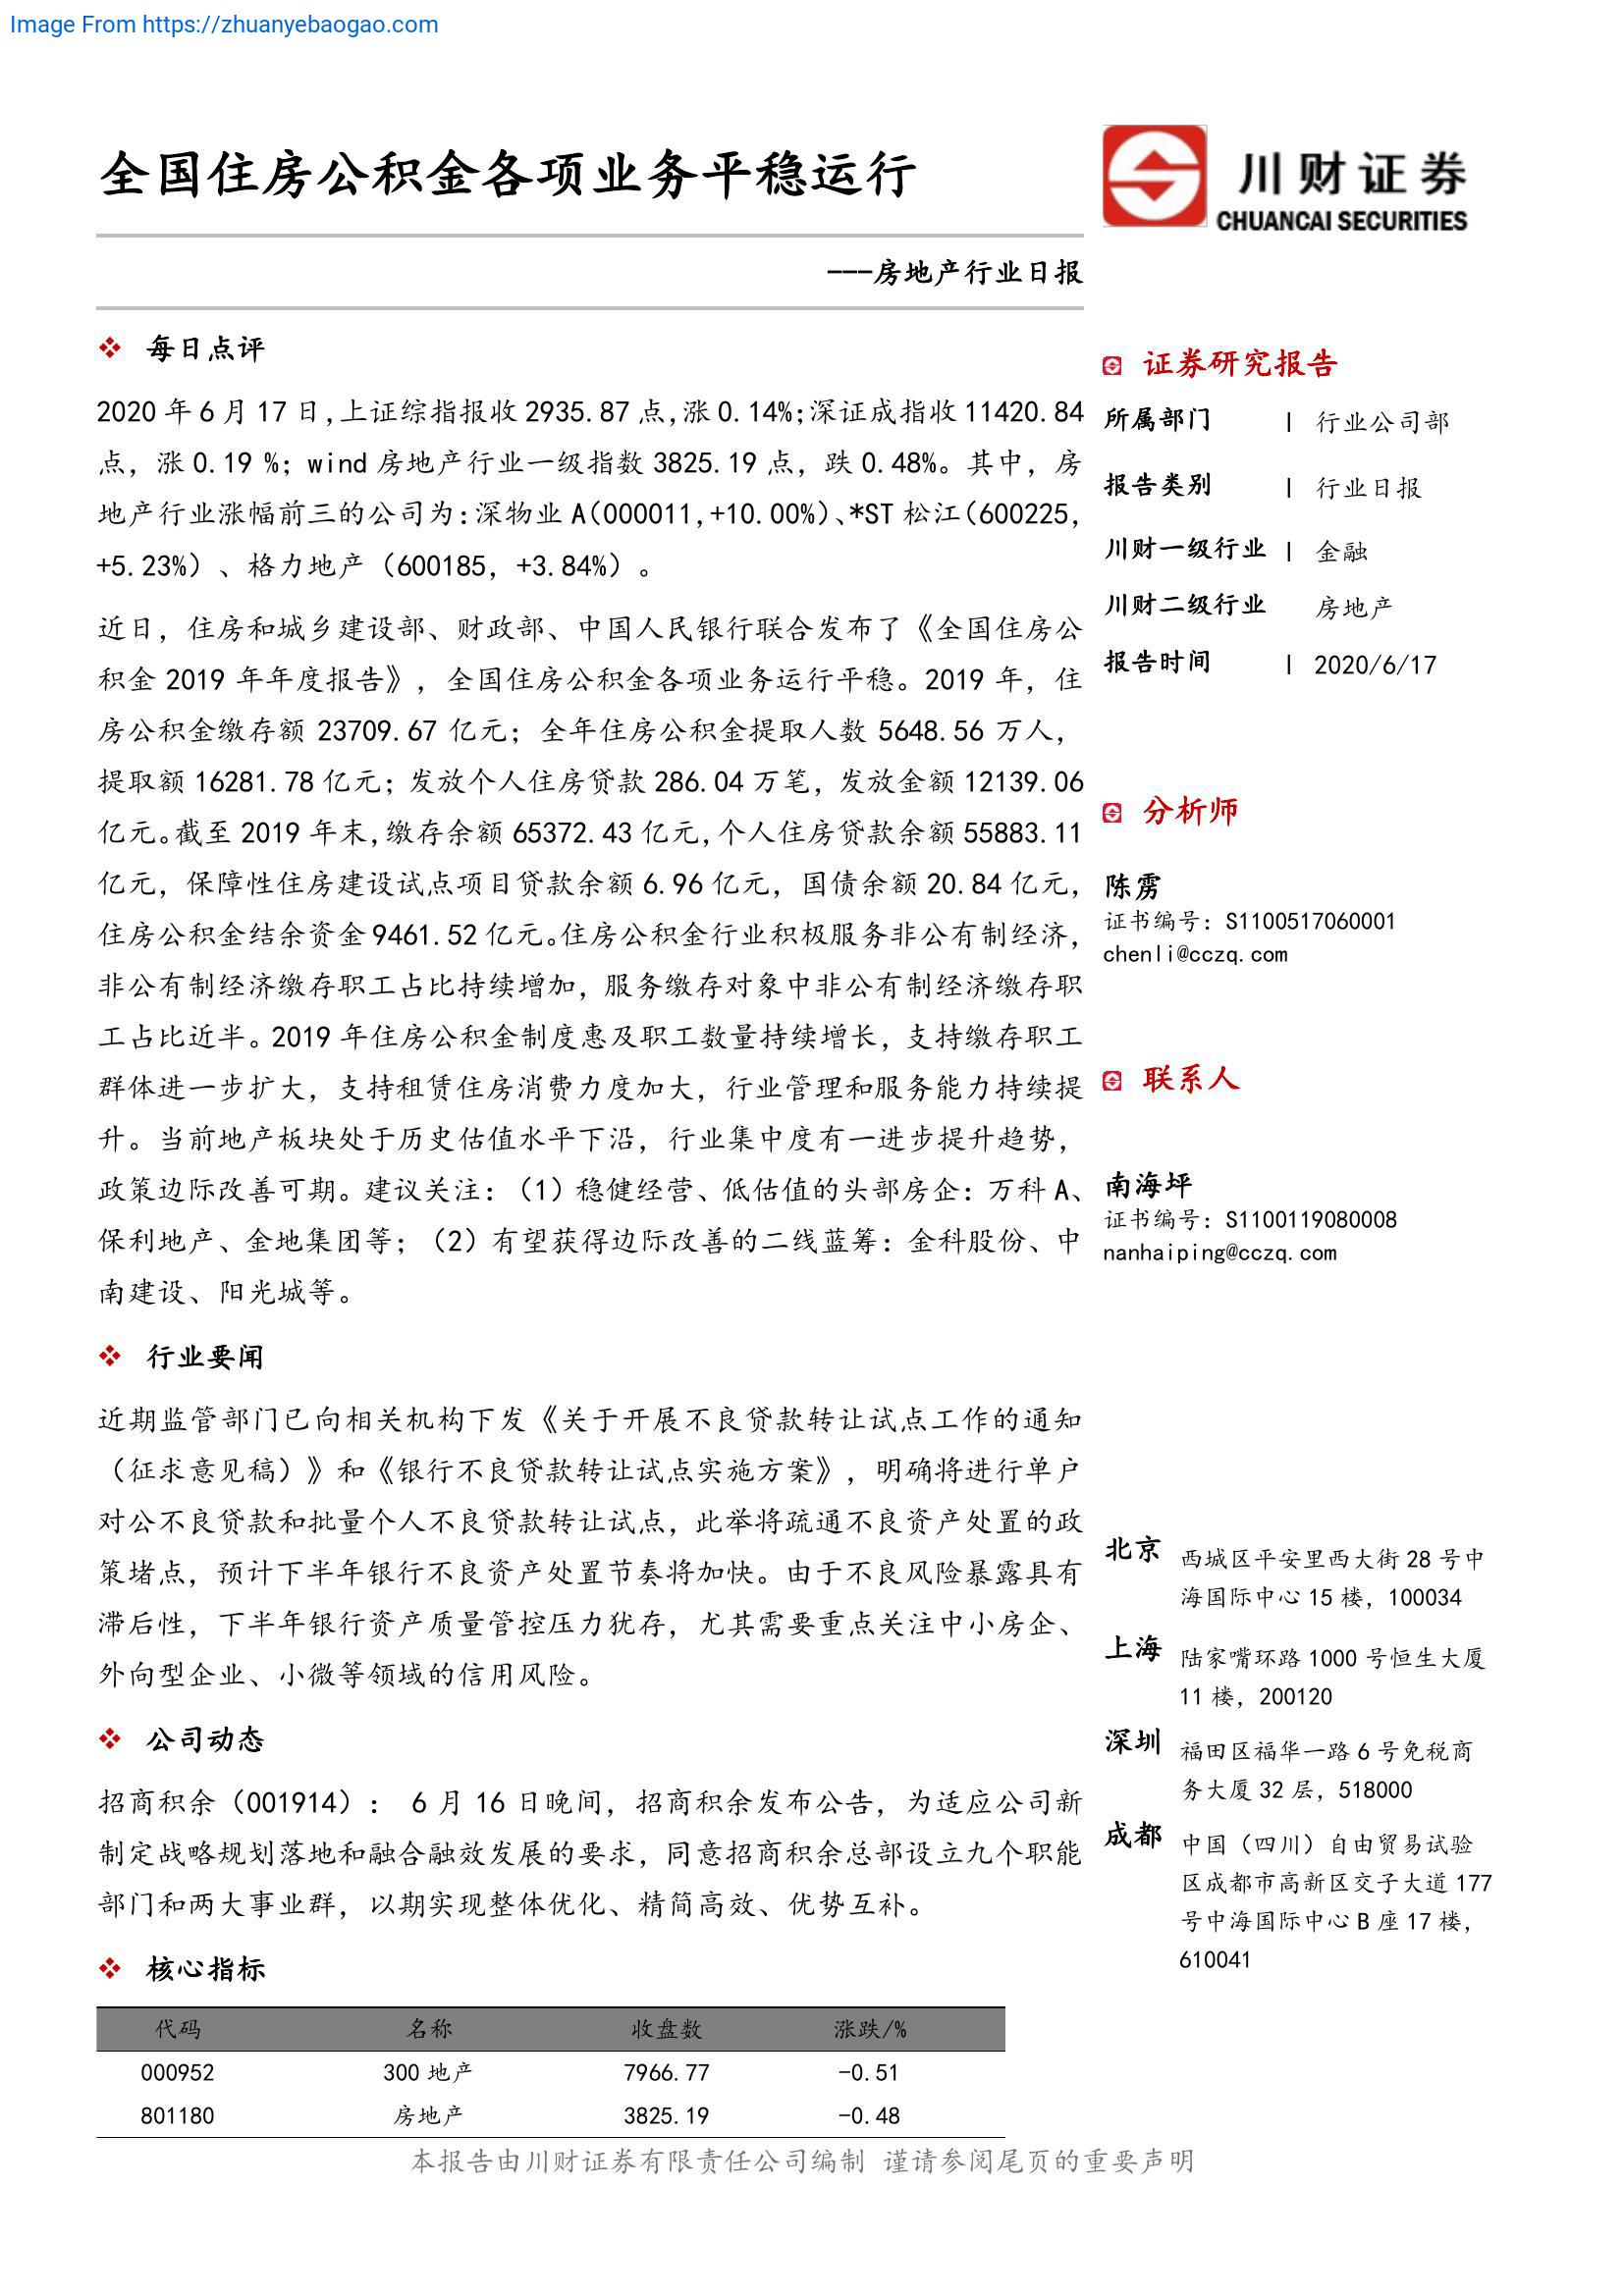 Image From https://zhuanyebaogao.com
全国住房公积金各项业务平稳运行
川财证券
CHUANCAI SECURITIES
---房地产行业日报
每日点评
2020 年 6 月 17 日,上证综指报收 2935.87 点,涨 0.14%;深证成指收 11420.84
点，涨 0.19 %；wind 房地产行业一级指数 3825.19 点，跌 0.48%。其中，房
地产行业涨幅前三的公司为:深物业 A(000011,+10.00%)、*ST 松江(600225,
+5.23%）、格力地产（600185，+3.84%）。
近日，住房和城乡建设部、财政部、中国人民银行联合发布了《全国住房公
积金 2019 年年度报告》，全国住房公积金各项业务运行平稳。2019 年，住
房公积金缴存额 23709.67 亿元；全年住房公积金提取人数 5648.56 万人，
提取额 16281.78 亿元；发放个人住房贷款 286.04 万笔，发放金额 12139.06
亿元。截至 2019 年末,缴存余额 65372.43 亿元,个人住房贷款余额 55883.11
亿元，保障性住房建设试点项目贷款余额 6.96 亿元，国债余额 20.84 亿元，
住房公积金结余资金 9461.52 亿元。住房公积金行业积极服务非公有制经济，
非公有制经济缴存职工占比持续增加，服务缴存对象中非公有制经济缴存职
工占比近半。2019 年住房公积金制度惠及职工数量持续增长，支持缴存职工
群体进一步扩大，支持租赁住房消费力度加大，行业管理和服务能力持续提
升。当前地产板块处于历史估值水平下沿，行业集中度有一进步提升趋势，
政策边际改善可期。建议关注：（1）稳健经营、低估值的头部房企：万科 A、
保利地产、金地集团等；（2）有望获得边际改善的二线蓝筹：金科股份、中
南建设、阳光城等。
行业要闻
近期监管部门已向相关机构下发《关于开展不良贷款转让试点工作的通知
（征求意见稿）》和《银行不良贷款转让试点实施方案》，明确将进行单户
对公不良贷款和批量个人不良贷款转让试点，此举将疏通不良资产处置的政
策堵点，预计下半年银行不良资产处置节奏将加快。由于不良风险暴露具有
滞后性，下半年银行资产质量管控压力犹存，尤其需要重点关注中小房企、
外向型企业、小微等领域的信用风险。
公司动态
招商积余（001914）： 6 月 16 日晚间，招商积余发布公告，为适应公司新
制定战略规划落地和融合融效发展的要求，同意招商积余总部设立九个职能
部门和两大事业群，以期实现整体优化、精简高效、优势互补。
核心指标
代码 名称 收盘数 涨跌/%
000952 300 地产 7966.77 -0.51
801180 房地产 3825.19 -0.48
证券研究报告
所属部门 | 行业公司部
报告类别 | 行业日报
川财一级行业 | 金融
川财二级行业 房地产
报告时间 | 2020/6/17
分析师
陈雳
证书编号：S1100517060001
chenli@cczq.com
联系人
南海坪
证书编号：S1100119080008
nanhaiping@cczq.com
北京 西城区平安里西大街 28 号中
海国际中心 15 楼，100034
上海 陆家嘴环路 1000 号恒生大厦
11 楼，200120
深圳 福田区福华一路 6 号免税商
务大厦 32 层，518000
成都 中国（四川）自由贸易试验
区成都市高新区交子大道 177
号中海国际中心 B 座 17 楼，
610041
本报告由川财证券有限责任公司编制 谨请参阅尾页的重要声明